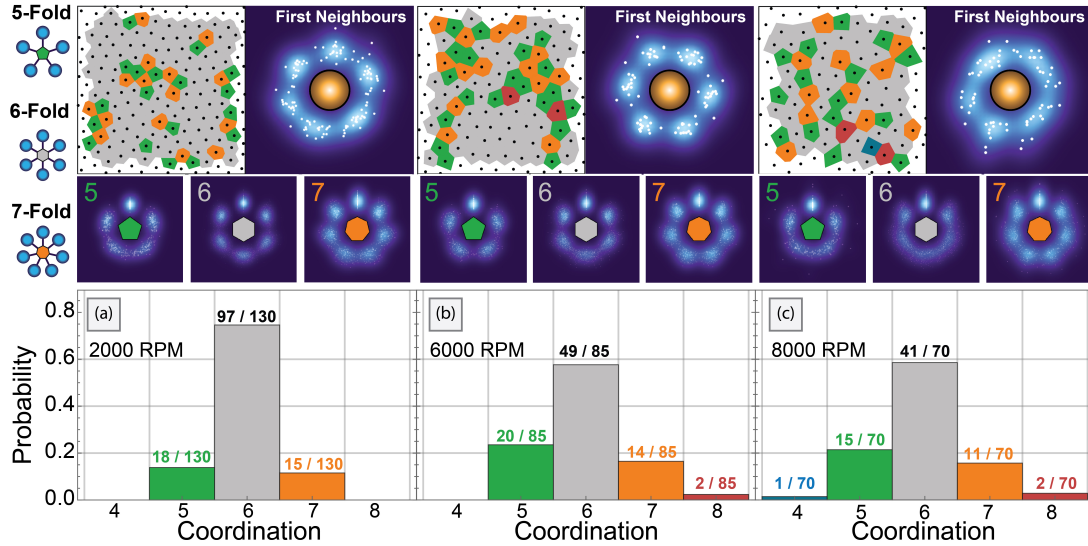 5-Fold
6-Fold
7-Fold
First Neighbours
First Neighbours
First Neighbours
5
6
7
5
6
7
5
6
7
Probability
0.8
0.6
0.4
0.2
0.0
(a)
2000 RPM
97 / 130
18 / 130
15 / 130
4 5 6 7 8
Coordination
(b)
6000 RPM
49 / 85
20 / 85
14 / 85
2 / 85
4 5 6 7 8
Coordination
(c)
8000 RPM
41 / 70
15 / 70
11 / 70
1 / 70
2 / 70
4 5 6 7 8
Coordination